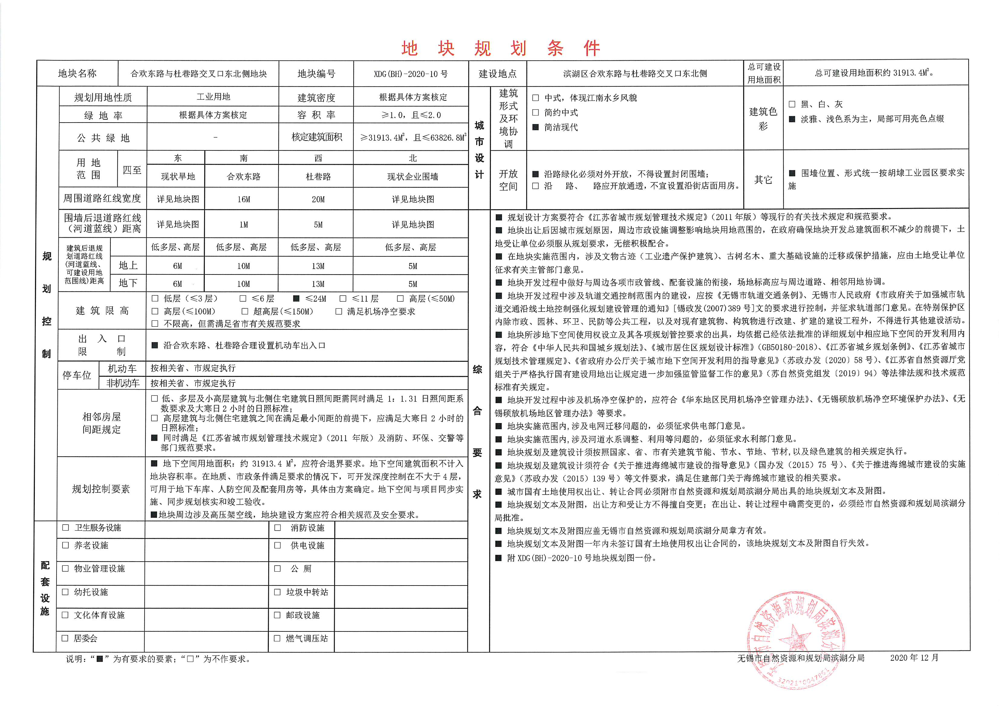 地块规划条件
地块名称 合欢东路与杜巷路交叉口东北侧地块 地块编号 XDG(BH)-2020-10 号 建设地点 滨湖区合欢东路与杜巷路交叉口东北侧 总可建设用地面积 总可建设用地面积约 31913.4M²。
规划控制
规划用地性质 工业用地 建筑密度 根据具体方案核定
绿地率 根据具体方案核定 容积率 ≥1.0，且≤2.0
公共绿地 - 核定建筑面积 ≥31913.4M²，且≤63826.8M²
用地范围 四至 东 南 西 北
现状旱地 合欢东路 杜巷路 现状企业围墙
周围道路红线宽度 详见地块图 16M 20M 详见地块图
围墙后退道路红线
（河道蓝线）距离 详见地块图 1M 5M 详见地块图
建筑后退规
划道路红线
(河道蓝线、
可建设用地
范围线)距离
低多层、高层 低多层、高层 低多层、高层 低多层、高层
地上 6M 10M 13M 5M
地下 6M 10M 13M 5M
建筑限高
□ 低层（≤3 层） □ ≤6 层 ■ ≤24M □ ≤11 层 □ 高层(≤50M)
□ 高层(≤100M) □ 超高层(≤150M) □ 满足机场净空要求
□ 不限高，但需满足省市有关规范要求
出入口
限制
■ 沿合欢东路、杜巷路合理设置机动车出入口
停车位 机动车 按相关省、市规定执行
非机动车 按相关省、市规定执行
相邻房屋
间距规定
□ 低、多层及小高层建筑与北侧住宅建筑日照间距需同时满足 1：1.31 日照间距系
数要求及大寒日 2 小时的日照标准；
□ 高层建筑与北侧住宅建筑之间在满足最小间距的前提下，应满足大寒日 2 小时的
日照标准；
■ 同时满足《江苏省城市规划管理技术规定》（2011 年版）及消防、环保、交警等
部门规范要求。
规划控制要素
■ 地下空间用地面积：约 31913.4 M²，应符合退界要求。地下空间建筑面积不计入
地块容积率。在地质、市政条件满足要求的情况下，可开发深度控制在不大于 4 层，
可用于地下车库、人防空间及配套用房等，具体由方案确定。地下空间与项目同步实
施、同步规划核实和竣工验收。
■地块周边涉及高压架空线，地块建设方案应符合相关规范及安全要求。
配套设施
□ 卫生服务设施 □ 消防设施
□ 养老设施 □ 供电设施
□ 物业管理设施 □ 公厕
□ 幼托设施 □ 垃圾中转站
□ 文化体育设施 □ 邮政设施
□ 居委会 □ 燃气调压站
城市设计
建筑形式及环境协调
□ 中式，体现江南水乡风貌
□ 简约中式
■ 简洁现代
建筑色彩
□ 黑、白、灰
■ 淡雅、浅色系为主，局部可用亮色点缀
开放空间
■ 沿路绿化必须对外开放，不得设置封闭围墙；
□ 沿 路、 路应开放通透，不宜设置沿街店面用房。
其它
■ 围墙位置、形式统一按胡埭工业园区要求实
施
综合要求
■ 规划设计方案要符合《江苏省城市规划管理技术规定》（2011 年版）等现行的有关技术规定和规范要求。
■ 地块出让后因城市规划原因，周边市政设施调整影响地块用地范围的，在政府确保地块开发总建筑面积不减少的前提下，土
地受让单位必须服从规划要求，无偿积极配合。
■ 在地块实施范围内，涉及文物古迹（工业遗产保护建筑）、古树名木、重大基础设施的迁移或保护措施，应由土地受让单位
征求有关主管部门意见。
■ 地块开发过程中做好与周边各项市政管线、配套设施的衔接，场地标高应与周边道路、相邻用地协调。
■ 地块开发过程中涉及轨道交通控制范围内的建设，应按《无锡市轨道交通条例》、无锡市人民政府《市政府关于加强城市轨
道交通沿线土地控制强化规划建设管理的通知》[锡政发(2007)389 号]文的要求进行控制，并征求轨道部门意见。在特别保护区
内除市政、园林、环卫、民防等公共工程，以及对现有建筑物、构筑物进行改建、扩建的建设工程外，不得进行其他建设活动。
■ 地块所涉地下空间使用权设立及其各项规划管控要求的出具，均依据已经依法批准的详细规划中相应地下空间的开发利用内
容，符合《中华人民共和国城乡规划法》、《城市居住区规划设计标准》（GB50180-2018）、《江苏省城乡规划条例》、《江苏省城市
规划技术管理规定》、《省政府办公厅关于城市地下空间开发利用的指导意见》（苏政办发〔2020〕58 号）、《江苏省自然资源厅党
组关于严格执行国有建设用地出让规定进一步加强监管监督工作的意见》（苏自然资党组发〔2019〕94）等法律法规和技术规范
标准有关规定。
■ 地块开发过程中涉及机场净空保护的，应符合《华东地区民用机场净空管理办法》、《无锡硕放机场净空环境保护办法》、《无
锡硕放机场地区管理办法》等要求。
■ 地块实施范围内,涉及电网迁移问题的，必须征求供电部门意见。
■ 地块实施范围内,涉及河道水系调整、利用等问题的，必须征求水利部门意见。
■ 地块规划及建筑设计须按照国家、省、市有关建筑节能、节水、节地、节材,以及绿色建筑的相关规定执行。
■ 地块规划及建筑设计须符合《关于推进海绵城市建设的指导意见》（国办发（2015）75 号）、《关于推进海绵城市建设的实施
意见》（苏政办发（2015）139 号）等文件要求，满足住建部门关于海绵城市建设的相关要求。
■ 城市国有土地使用权出让、转让合同必须附市自然资源和规划局滨湖分局出具的地块规划文本及附图。
■ 地块规划文本及附图，出让方和受让方不得擅自变更；在出让、转让过程中确需变更的，必须经市自然资源和规划局滨湖分
局批准。
■ 地块规划文本及附图应盖无锡市自然资源和规划局滨湖分局章方有效。
■ 地块规划文本及附图一年内未签订国有土地使用权出让合同的，该地块规划文本及附图自行失效。
■ 附 XDG(BH)-2020-10 号地块规划图一份。
说明：“■”为有要求的要素；“□”为不作要求。
无锡市自然资源和规划局滨湖分局 2020 年 12 月
无锡市自然资源和规划局滨湖分局